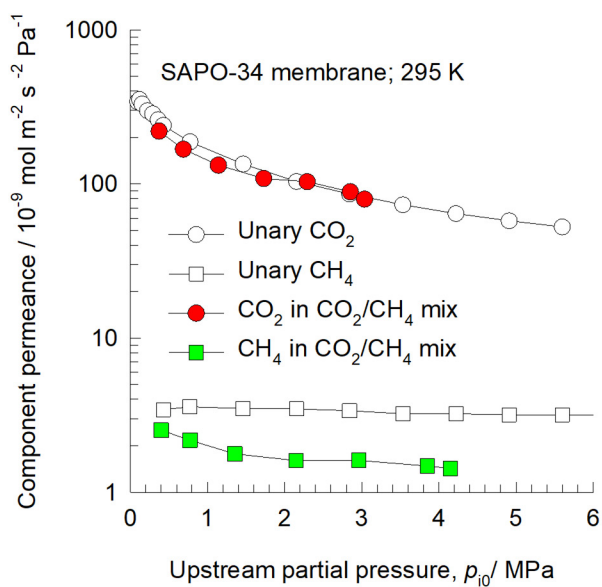 1000
100
10
1
Component permeance / 10⁻⁹ mol m⁻² s⁻² Pa⁻¹
SAPO-34 membrane; 295 K
Unary CO₂
Unary CH₄
CO₂ in CO₂/CH₄ mix
CH₄ in CO₂/CH₄ mix
0 1 2 3 4 5 6
Upstream partial pressure, pᵢ₀/ MPa